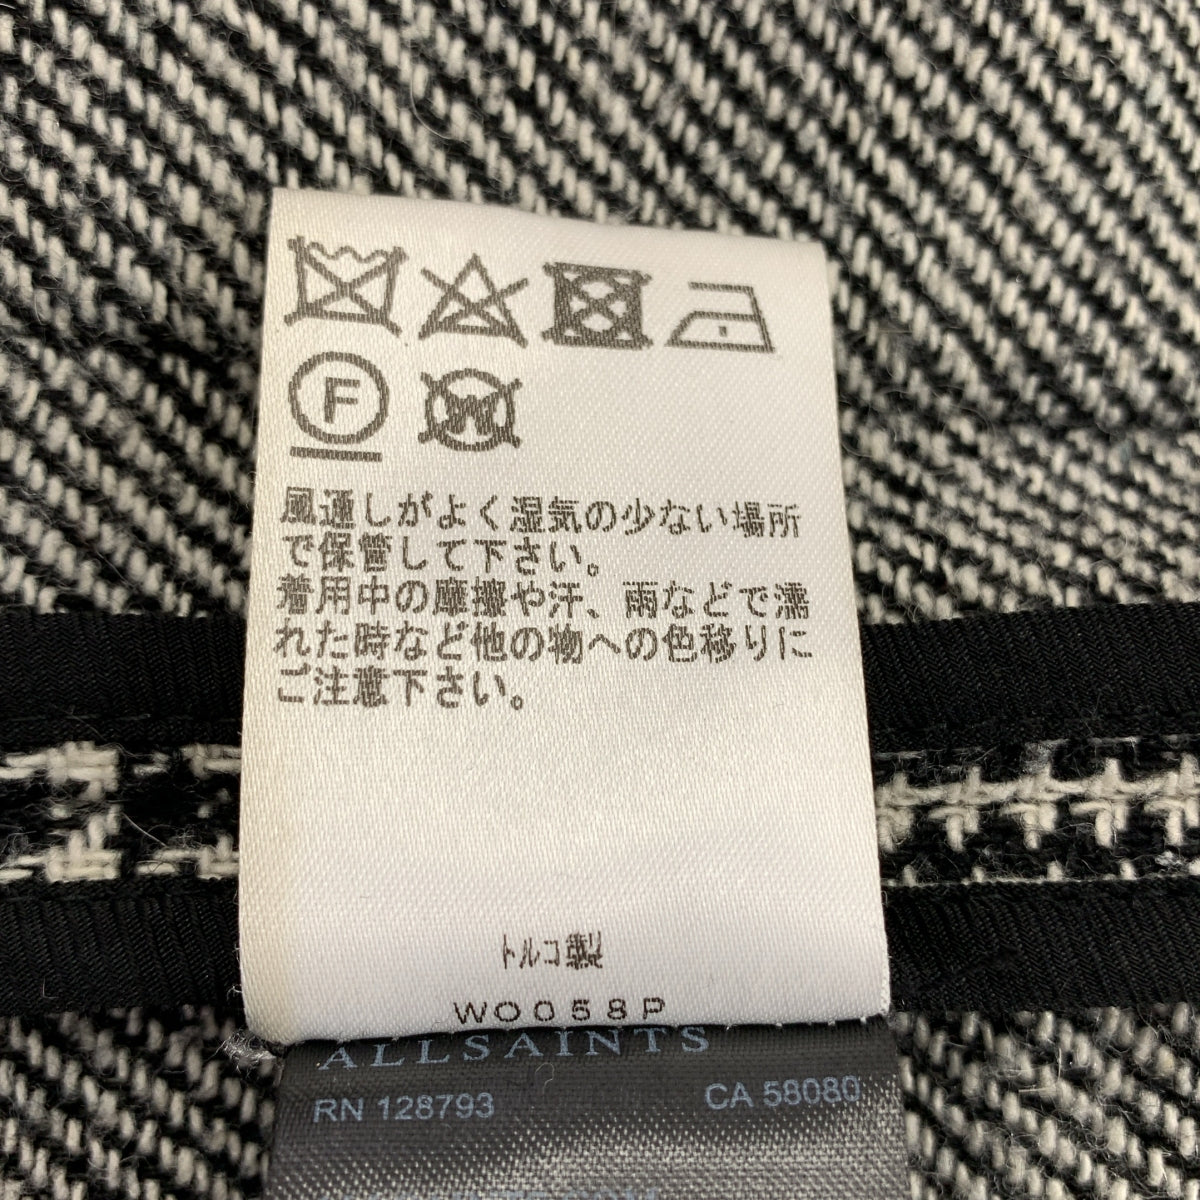 F
W
風通しがよく湿気の少ない場所
で保管して下さい。
着用中の摩擦や汗、雨などで濡
れた時など他の物への色移りに
ご注意下さい。
トルコ製
WO058P
ALLSAINTS
RN 128793 CA 58080